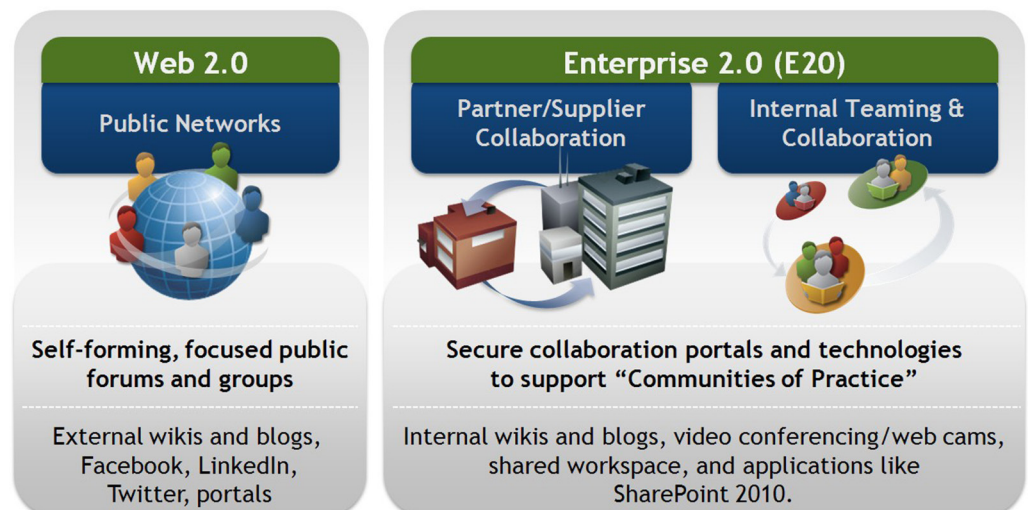 Web 2.0
Public Networks
Self-forming, focused public
forums and groups
External wikis and blogs,
Facebook, LinkedIn,
Twitter, portals
Enterprise 2.0 (E20)
Partner/Supplier
Collaboration
Internal Teaming &
Collaboration
Secure collaboration portals and technologies
to support “Communities of Practice”
Internal wikis and blogs, video conferencing/web cams,
shared workspace, and applications like
SharePoint 2010.